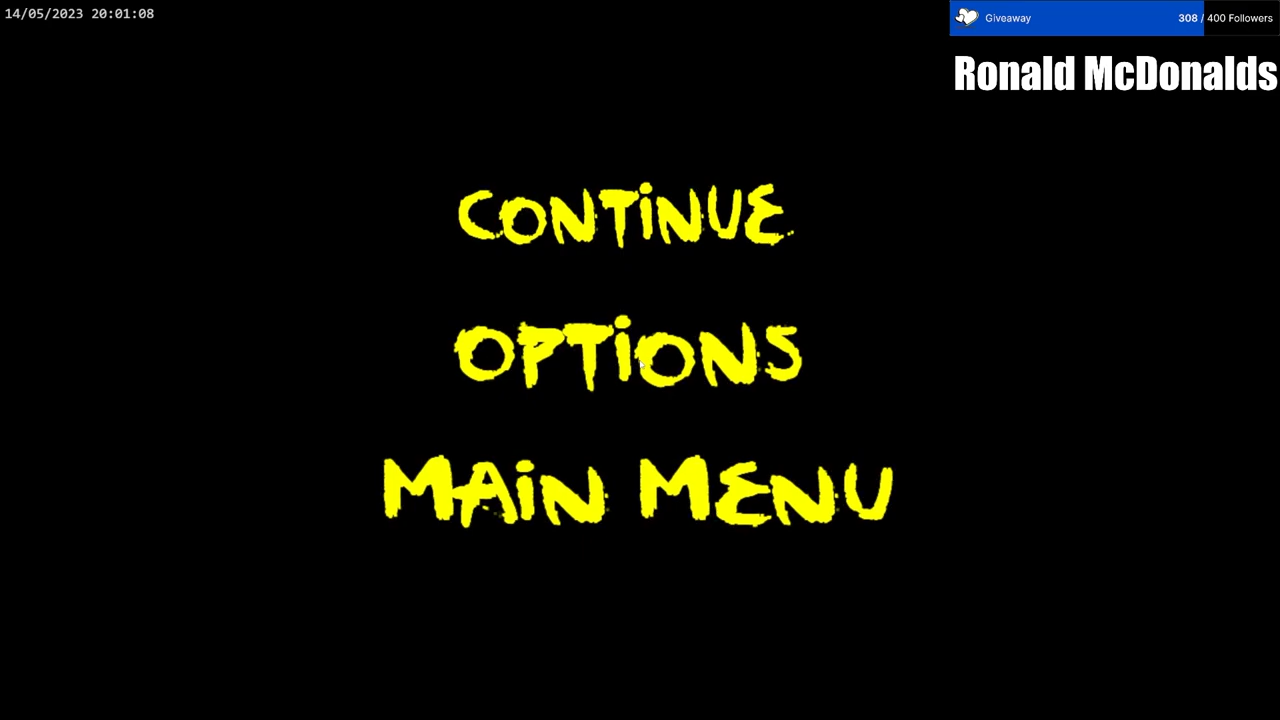 14/05/2023 20:01:08
Giveaway 308 / 400 Followers
Ronald McDonalds
CONTiNUE
OPTiONS
MAiN MENU